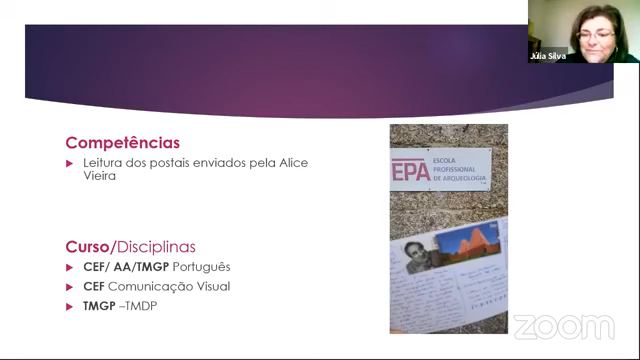 Júlia Silva
Competências
Leitura dos postais enviados pela Alice
Vieira
EPA
ESCOLA
PROFISSIONAL
DE ARQUEOLOGIA
Curso/Disciplinas
CEF/ AA/TMGP Português
CEF Comunicação Visual
TMGP –TMDP
zoom